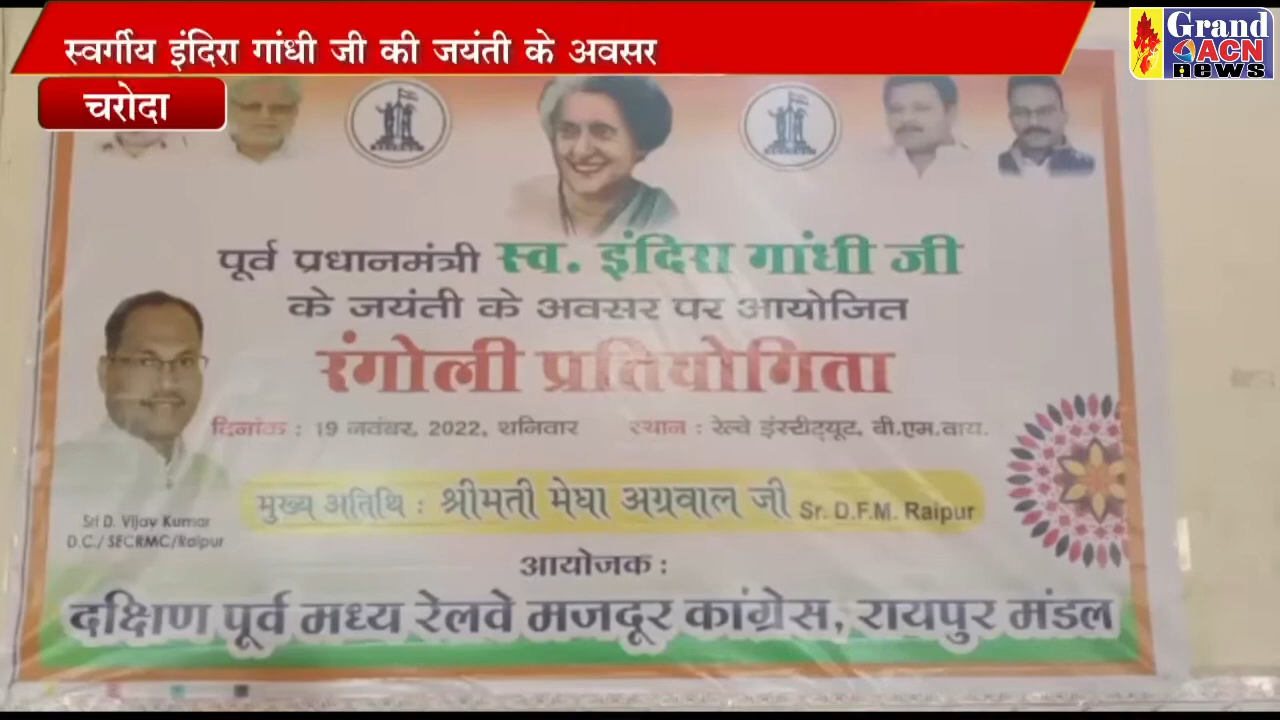 स्वर्गीय इंदिरा गांधी जी की जयंती के अवसर
Grand
ACN
news
चरोदा
पूर्व प्रधानमंत्री स्व. इंदिरा गांधी जी
के जयंती के अवसर पर आयोजित
रंगोली प्रतियोगिता
दिनांक : 19 नवंबर, 2022, शनिवार स्थान : रेल्वे इंस्टीट्यूट, बी.एम.वाय.
मुख्य अतिथि : श्रीमती मेघा अग्रवाल जी Sr. D.F.M. Raipur
Sri D. Vijay Kumar
D.C./ SECRMC/Raipur
आयोजक :
दक्षिण पूर्व मध्य रेलवे मजदूर कांग्रेस, रायपुर मंडल